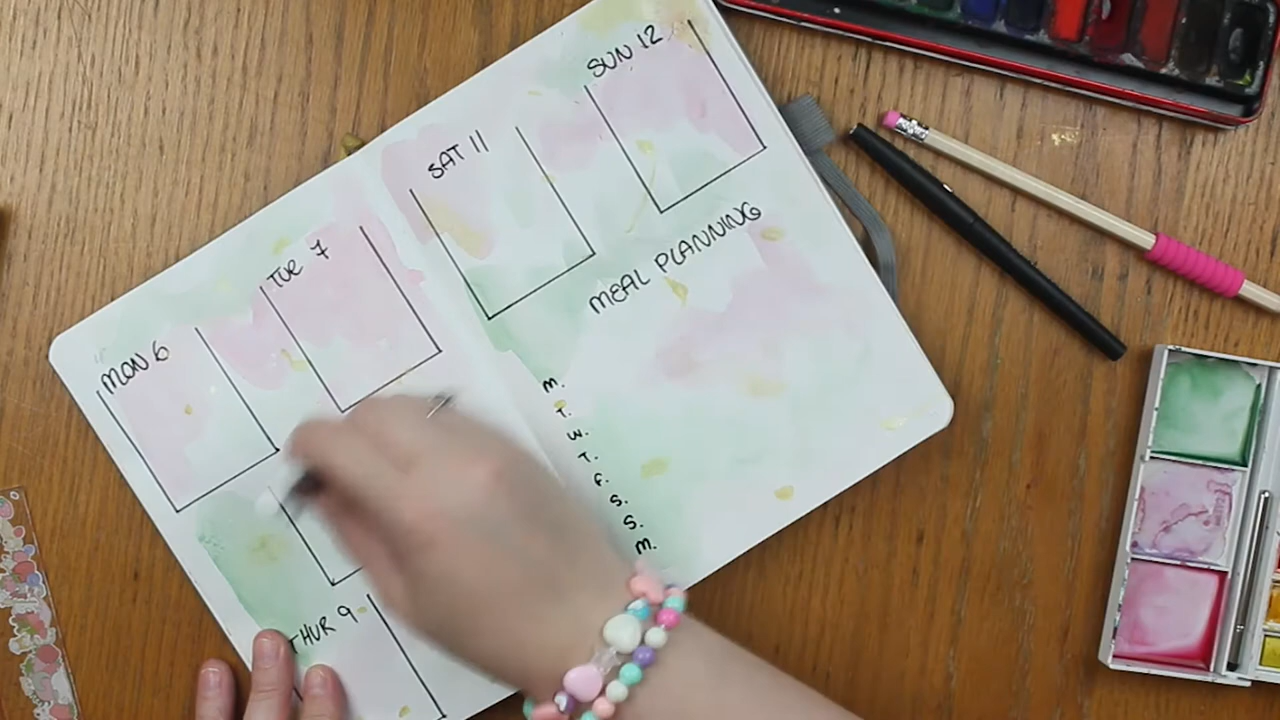 MON 6
TUE 7
THUR 9
SAT 11
SUN 12
MEAL PLANNING
M.
T.
W.
T.
F.
S.
S.
M.